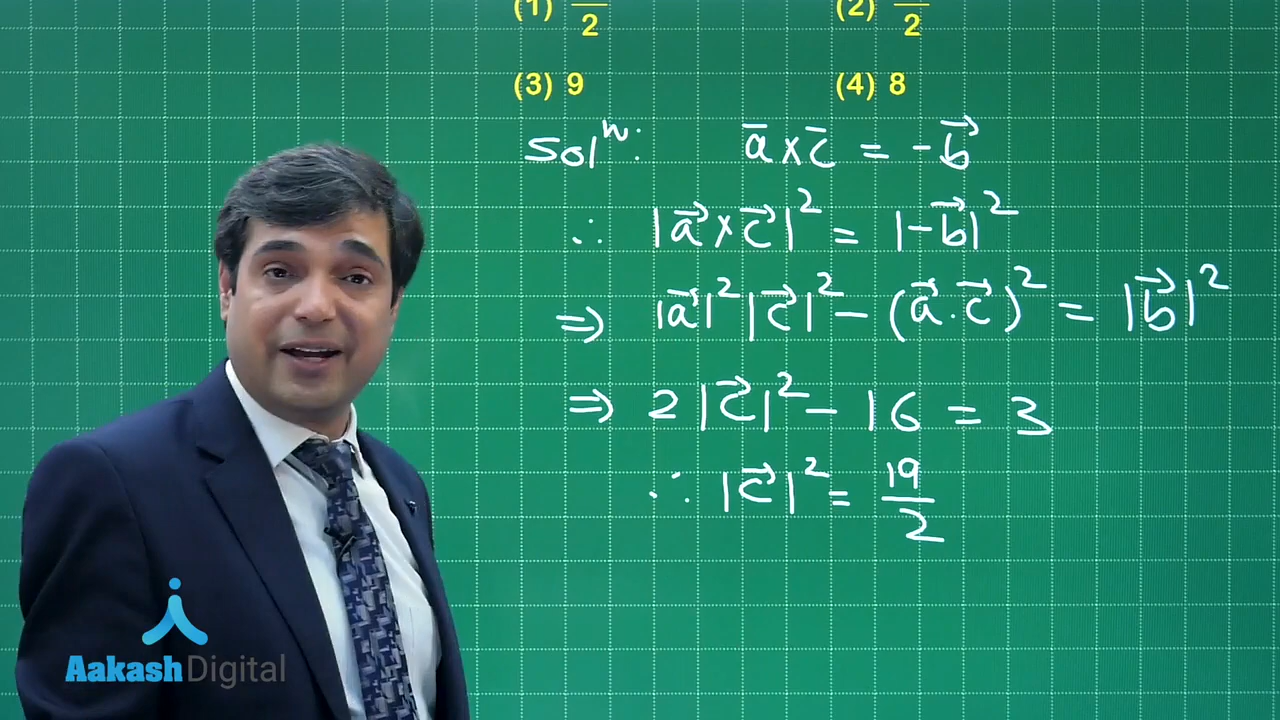 (1) /2 (2) /2
(3) 9 (4) 8
Solⁿ: a̅ × c̅ = -b⃗
∴ |a⃗ × c⃗|² = |-b⃗|²
⇒ |a⃗|² |c⃗|² - (a⃗ . c⃗)² = |b⃗|²
⇒ 2 |c⃗|² - 16 = 3
∴ |c⃗|² = 19/2
Aakash Digital